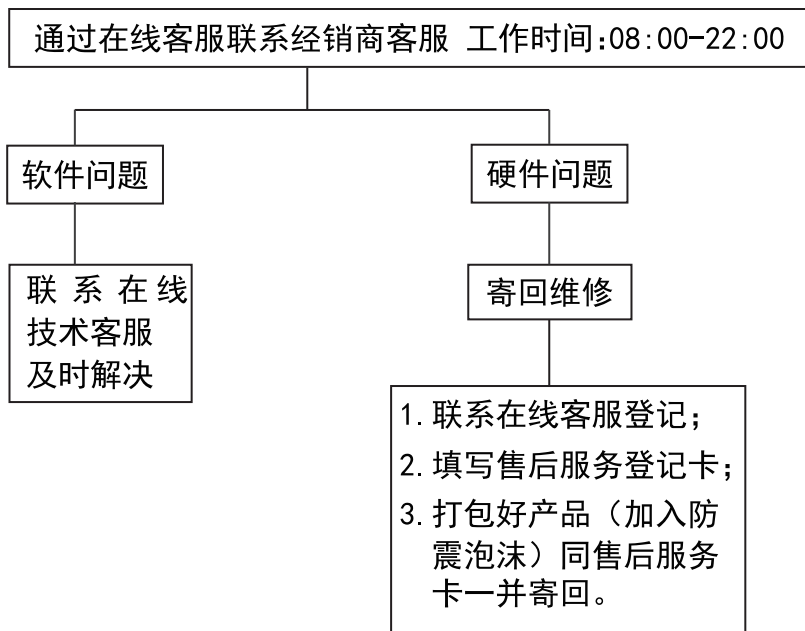 通过在线客服联系经销商客服 工作时间:08:00-22:00
软件问题
硬件问题
联系在线
技术客服
及时解决
寄回维修
1.联系在线客服登记;
2.填写售后服务登记卡;
3.打包好产品（加入防
震泡沫）同售后服务
卡一并寄回。